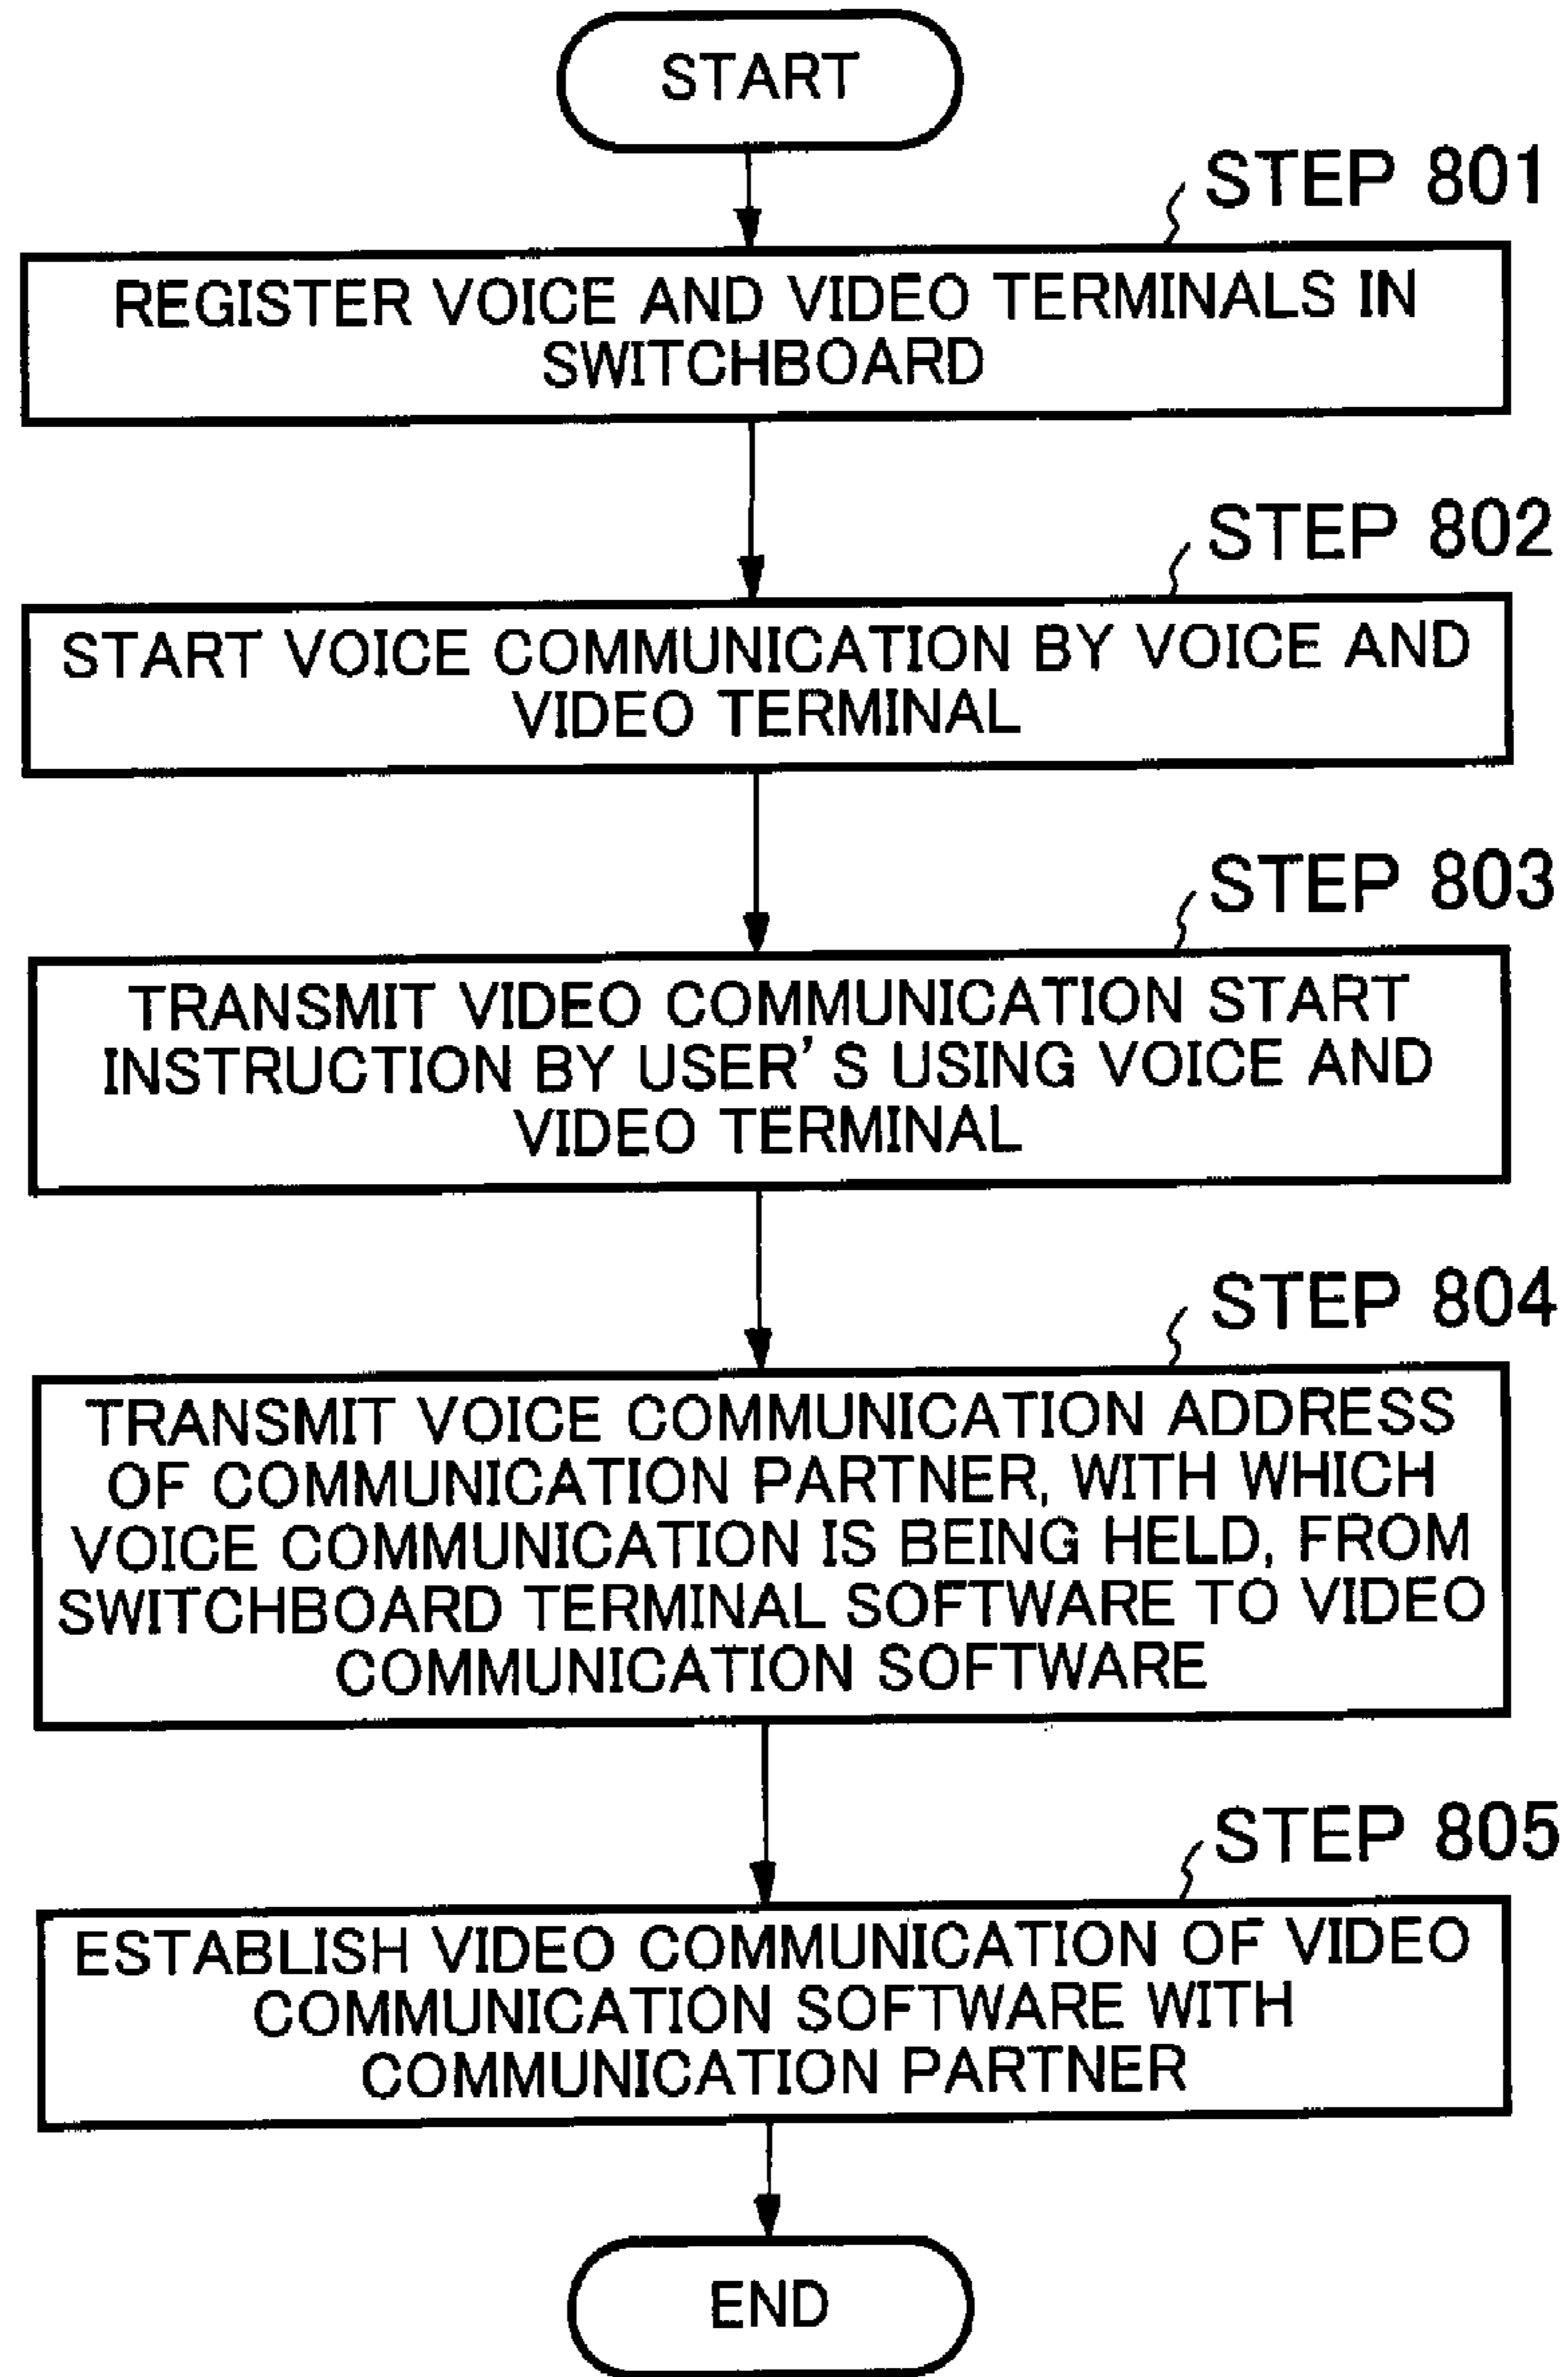 START
STEP 801
REGISTER VOICE AND VIDEO TERMINALS IN
SWITCHBOARD
STEP 802
START VOICE COMMUNICATION BY VOICE AND
VIDEO TERMINAL
STEP 803
TRANSMIT VIDEO COMMUNICATION START
INSTRUCTION BY USER'S USING VOICE AND
VIDEO TERMINAL
STEP 804
TRANSMIT VOICE COMMUNICATION ADDRESS
OF COMMUNICATION PARTNER, WITH WHICH
VOICE COMMUNICATION IS BEING HELD, FROM
SWITCHBOARD TERMINAL SOFTWARE TO VIDEO
COMMUNICATION SOFTWARE
STEP 805
ESTABLISH VIDEO COMMUNICATION OF VIDEO
COMMUNICATION SOFTWARE WITH
COMMUNICATION PARTNER
END